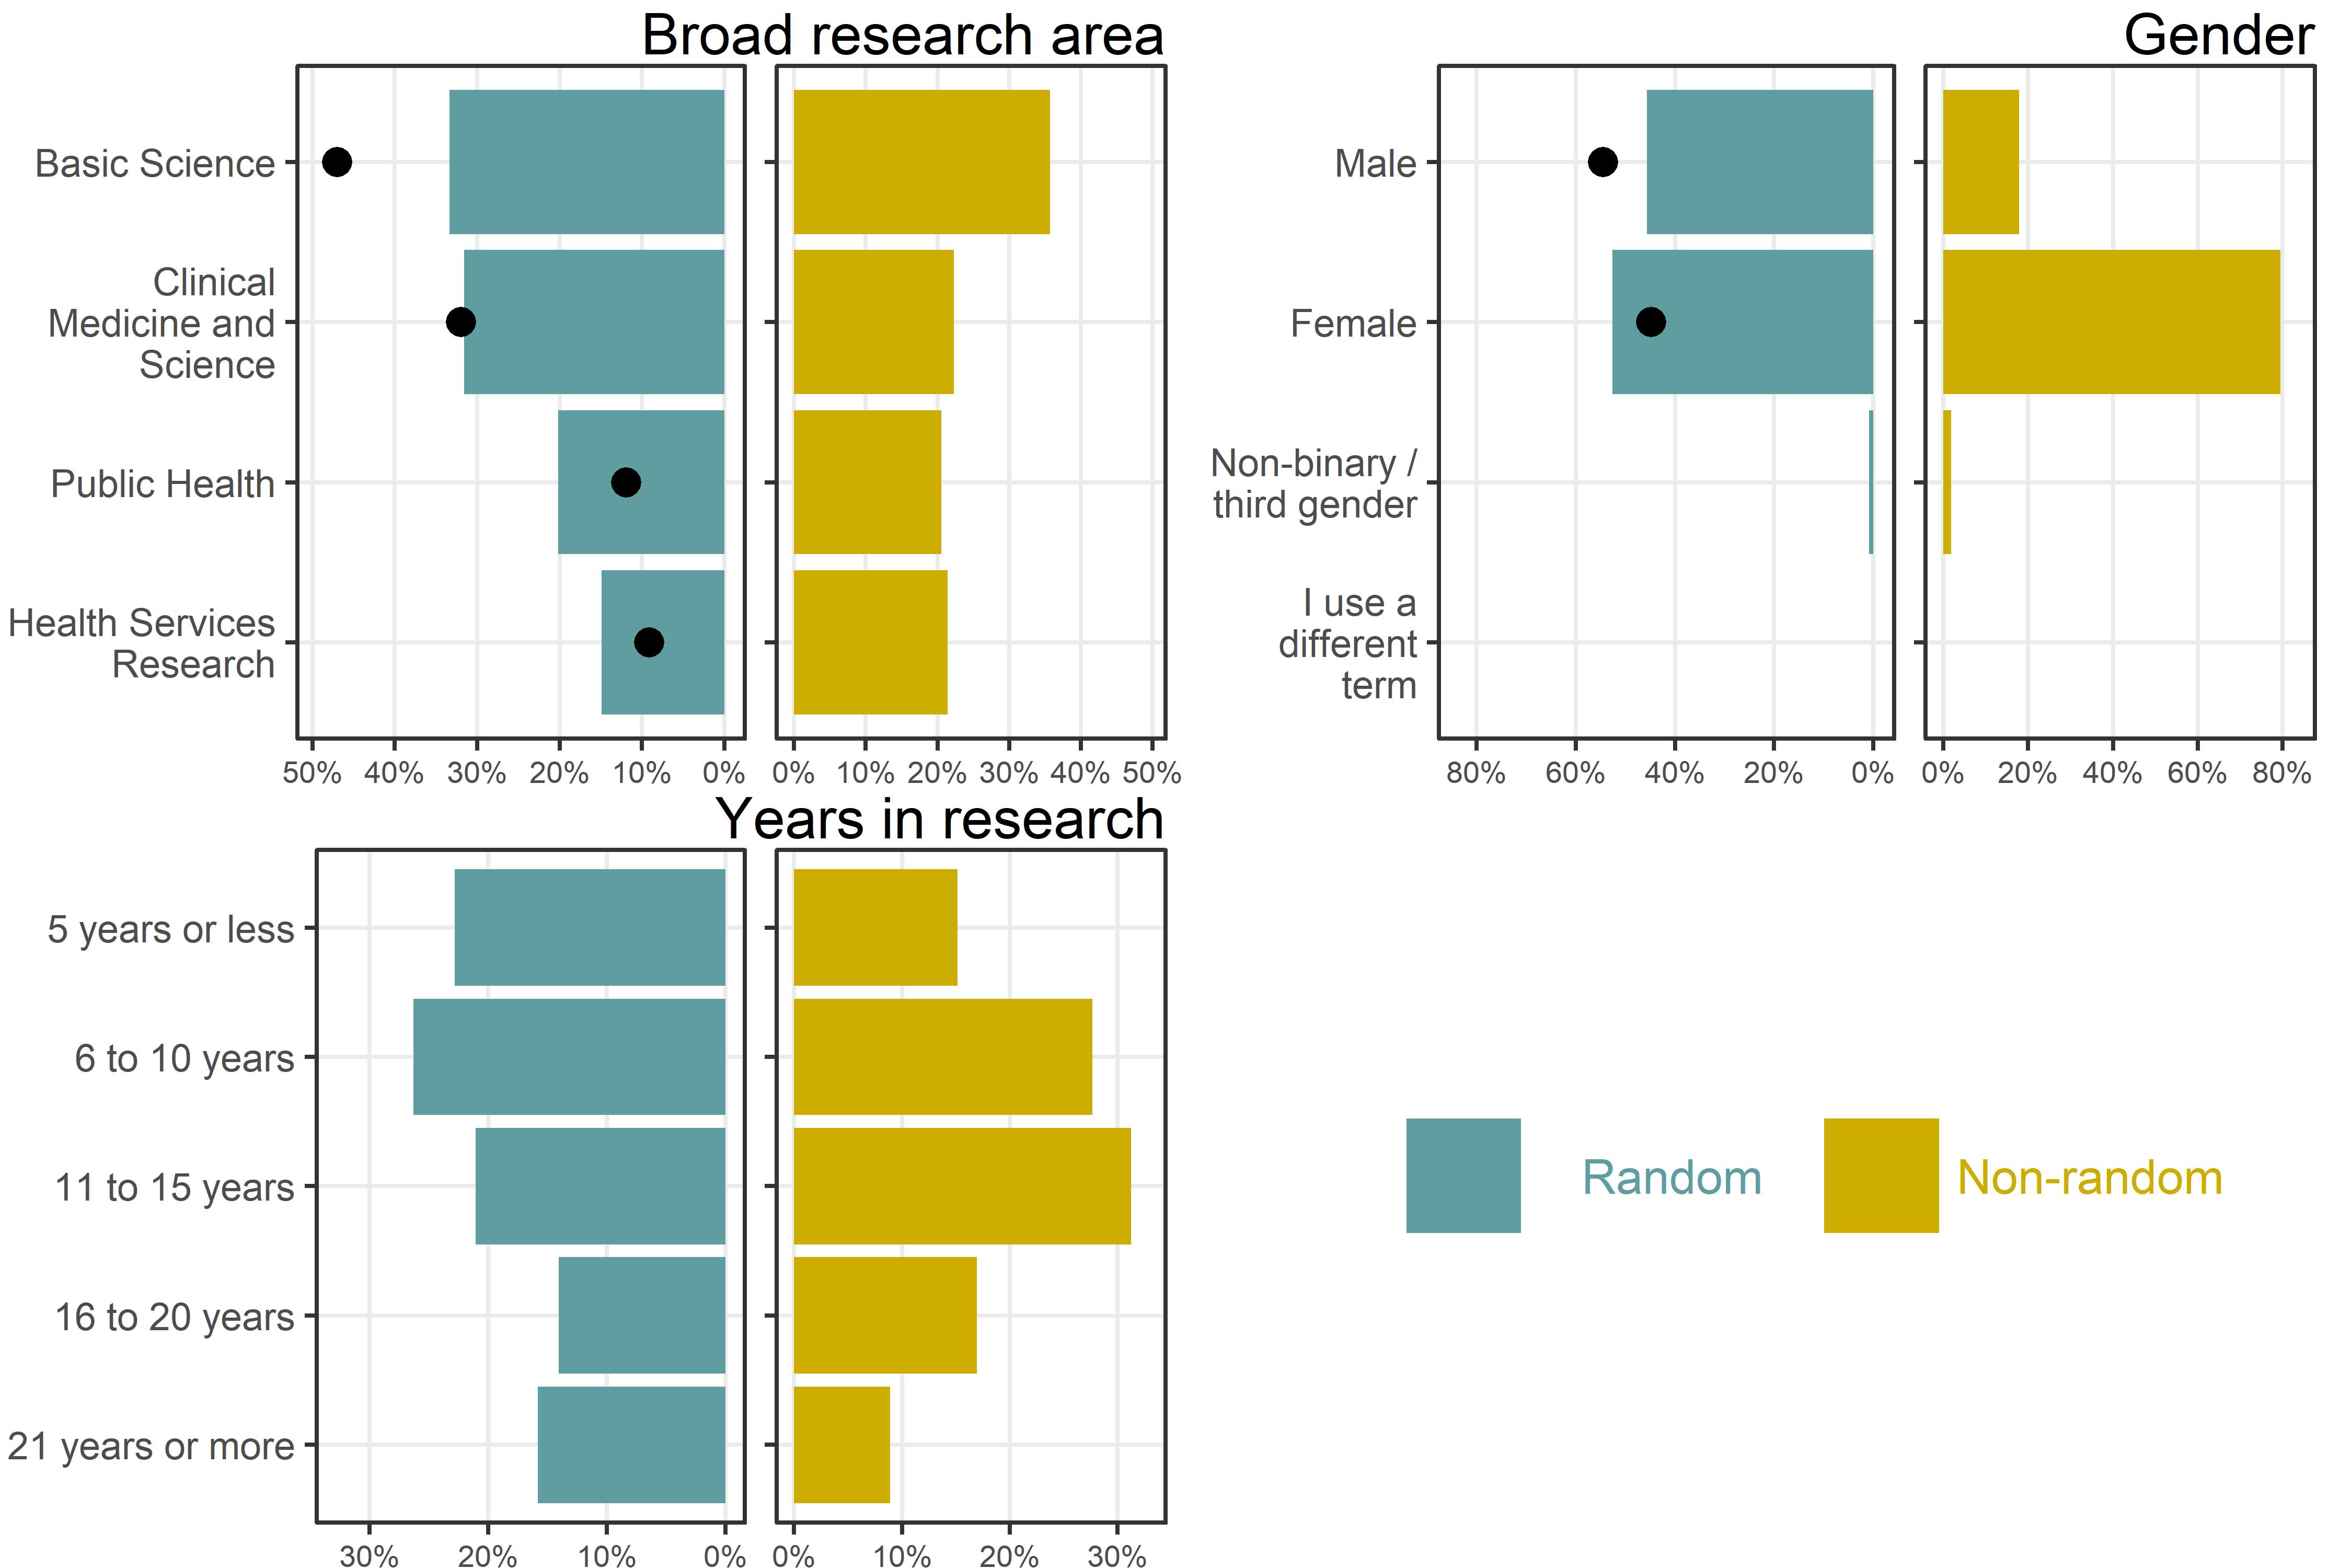 Broad research area
Basic Science
Clinical
Medicine and
Science
Public Health
Health Services
Research
50% 40% 30% 20% 10% 0% 0% 10% 20% 30% 40% 50%
Gender
Male
Female
Non-binary /
third gender
I use a
different
term
80% 60% 40% 20% 0% 0% 20% 40% 60% 80%
Years in research
5 years or less
6 to 10 years
11 to 15 years
16 to 20 years
21 years or more
30% 20% 10% 0% 0% 10% 20% 30%
Random Non-random